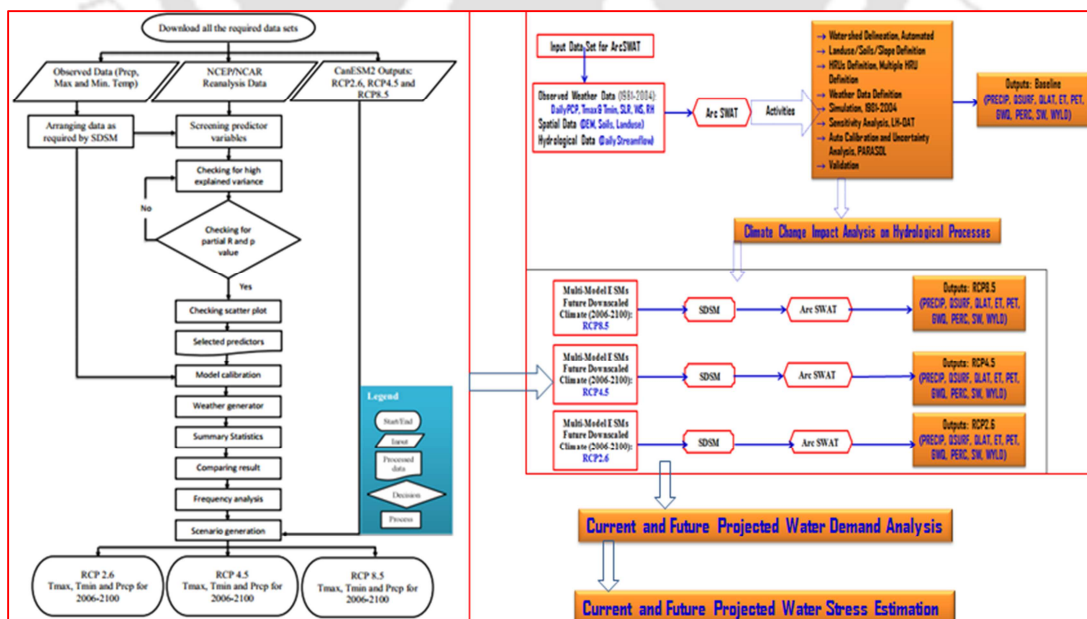 Download all the required data sets
Observed Data (Prcp,
Max and Min. Temp)
NCEP/NCAR
Reanalysis Data
CanESM2 Outputs:
RCP2.6, RCP4.5 and
RCP8.5
Arranging data as
required by SDSM
Screening predictor
variables
Checking for high
explained variance
No
Checking for
partial R and p
value
Yes
Checking scatter plot
Selected predictors
Model calibration
Weather generator
Summary Statistics
Comparing result
Frequency analysis
Scenario generation
RCP 2.6
Tmax, Tmin and Prcp for
2006-2100
RCP 4.5
Tmax, Tmin and Prcp for
2006-2100
RCP 8.5
Tmax, Tmin and Prcp for
2006-2100
Legend
Start/End
Input
Processed
data
Decision
Process
Input Data Set for ArcSWAT
Observed Weather Data (1981-2004):
DailyPCP, Tmax& Tmin, SLR, WS, RH
Spatial Data (DEM, Soils, Landuse)
Hydrological Data (Daily Streamflow)
Arc SWAT
Activities
→ Watershed Delineation, Automated
→ Landuse/Soils/Slope Definition
→ HRUs Definition, Multiple HRU
Definition
→ Weather Data Definition
→ Simulation, 1981-2004
→ Sensitivity Analysis, LH-OAT
→ Auto Calibration and Uncertainty
Analysis, PARASOL
→ Validation
Outputs: Baseline
(PRECIP, QSURF, QLAT, ET, PET,
GWQ, PERC, SW, WYLD)
Climate Change Impact Analysis on Hydrological Processes
Multi-Model ESMs
Future Downscaled
Climate (2006-2100):
RCP8.5
SDSM
Arc SWAT
Outputs: RCP8.5
(PRECIP, QSURF, QLAT, ET, PET,
GWQ, PERC, SW, WYLD)
Multi-Model ESMs
Future Downscaled
Climate (2006-2100):
RCP4.5
SDSM
Arc SWAT
Outputs: RCP4.5
(PRECIP, QSURF, QLAT, ET, PET,
GWQ, PERC, SW, WYLD)
Multi-Model ESMs
Future Downscaled
Climate (2006-2100):
RCP2.6
SDSM
Arc SWAT
Outputs: RCP2.6
(PRECIP, QSURF, QLAT, ET, PET,
GWQ, PERC, SW, WYLD)
Current and Future Projected Water Demand Analysis
Current and Future Projected Water Stress Estimation